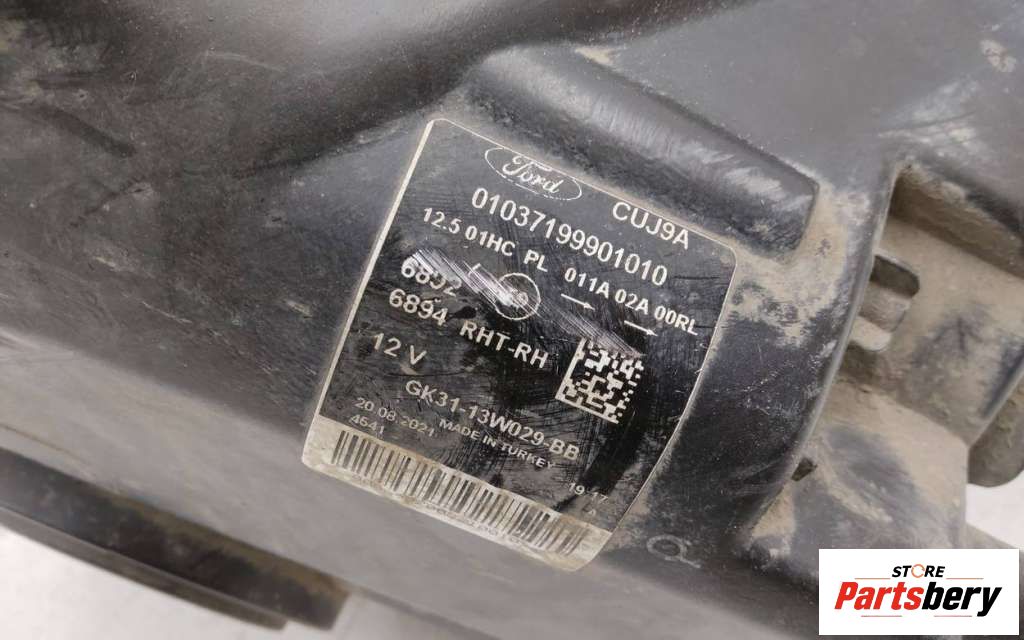 Ford
CUJ9A
01037199901010
12.5 01HC PL 011A 02A 00RL
6892
6894 RHT-RH
12 V
GK31-13W029-BB
20.08.2021 MADE IN TURKEY
4641
19:17
STORE
Partsbery